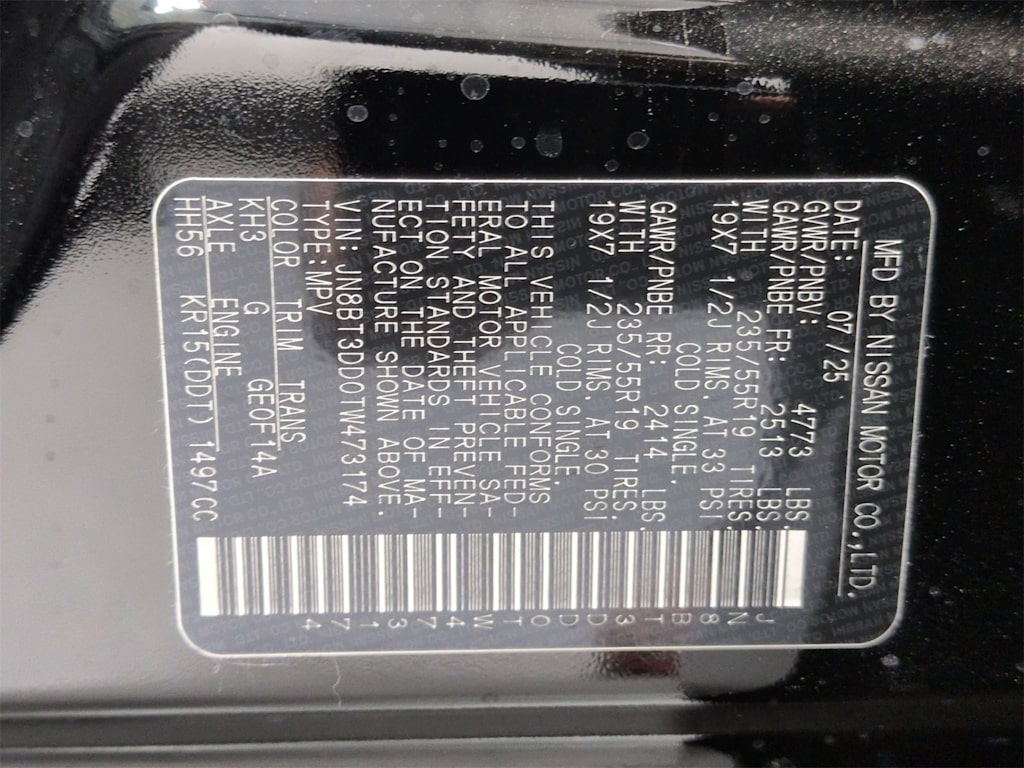 MFD BY NISSAN MOTOR CO.,LTD.
DATE: 07/25
GVWR/PNBV: 4773 LBS.
GAWR/PNBE FR: 2513 LBS.
WITH 235/55R19 TIRES.
19X7 1/2J RIMS. AT 33 PSI
COLD SINGLE.
GAWR/PNBE RR: 2414 LBS.
WITH 235/55R19 TIRES.
19X7 1/2J RIMS. AT 30 PSI
COLD SINGLE.
THIS VEHICLE CONFORMS
TO ALL APPLICABLE FED-
ERAL MOTOR VEHICLE SA-
FETY AND THEFT PREVEN-
TION STANDARDS IN EFF-
ECT ON THE DATE OF MA-
NUFACTURE SHOWN ABOVE.
VIN: JN8BT3DD0TW473174
TYPE:MPV
COLOR TRIM TRANS
KH3 G GE0F14A
AXLE ENGINE
HH56 KR15(DDT) 1497CC
JN8BT3DD0TW473174